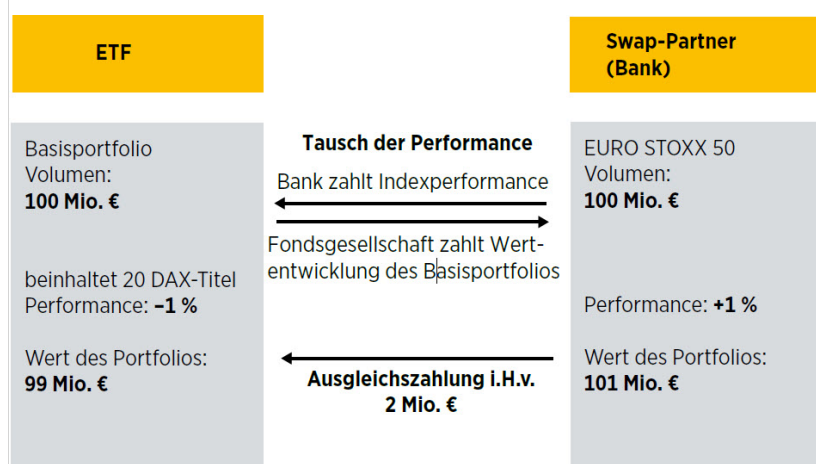 ETF
Swap-Partner
(Bank)
Basisportfolio
Volumen:
100 Mio. €
beinhaltet 20 DAX-Titel
Performance: –1 %
Wert des Portfolios:
99 Mio. €
Tausch der Performance
Bank zahlt Indexperformance
Fondsgesellschaft zahlt Wert-
entwicklung des Basisportfolios
Ausgleichszahlung i.H.v.
2 Mio. €
EURO STOXX 50
Volumen:
100 Mio. €
Performance: +1 %
Wert des Portfolios:
101 Mio. €